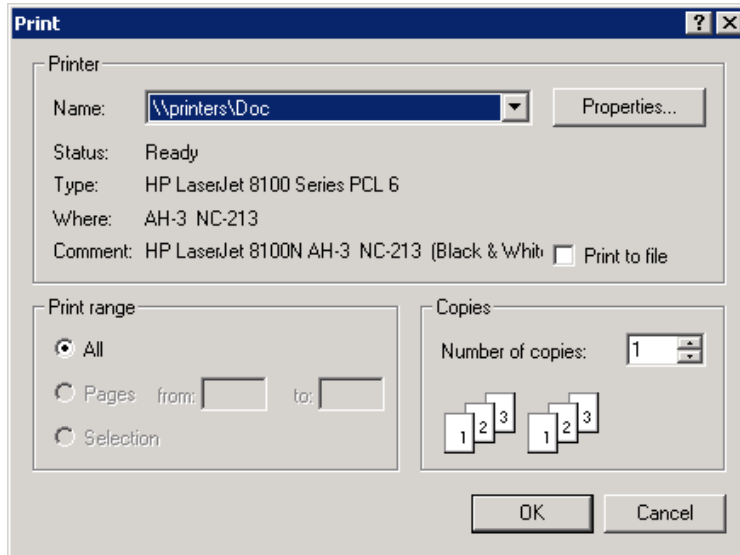 Print
Printer
Name: \\printers\Doc Properties...
Status: Ready
Type: HP LaserJet 8100 Series PCL 6
Where: AH-3 NC-213
Comment: HP LaserJet 8100N AH-3 NC-213 (Black & Whit Print to file
Print range
All
Pages from: to:
Selection
Copies
Number of copies: 1
1 2 3 1 2 3
OK Cancel